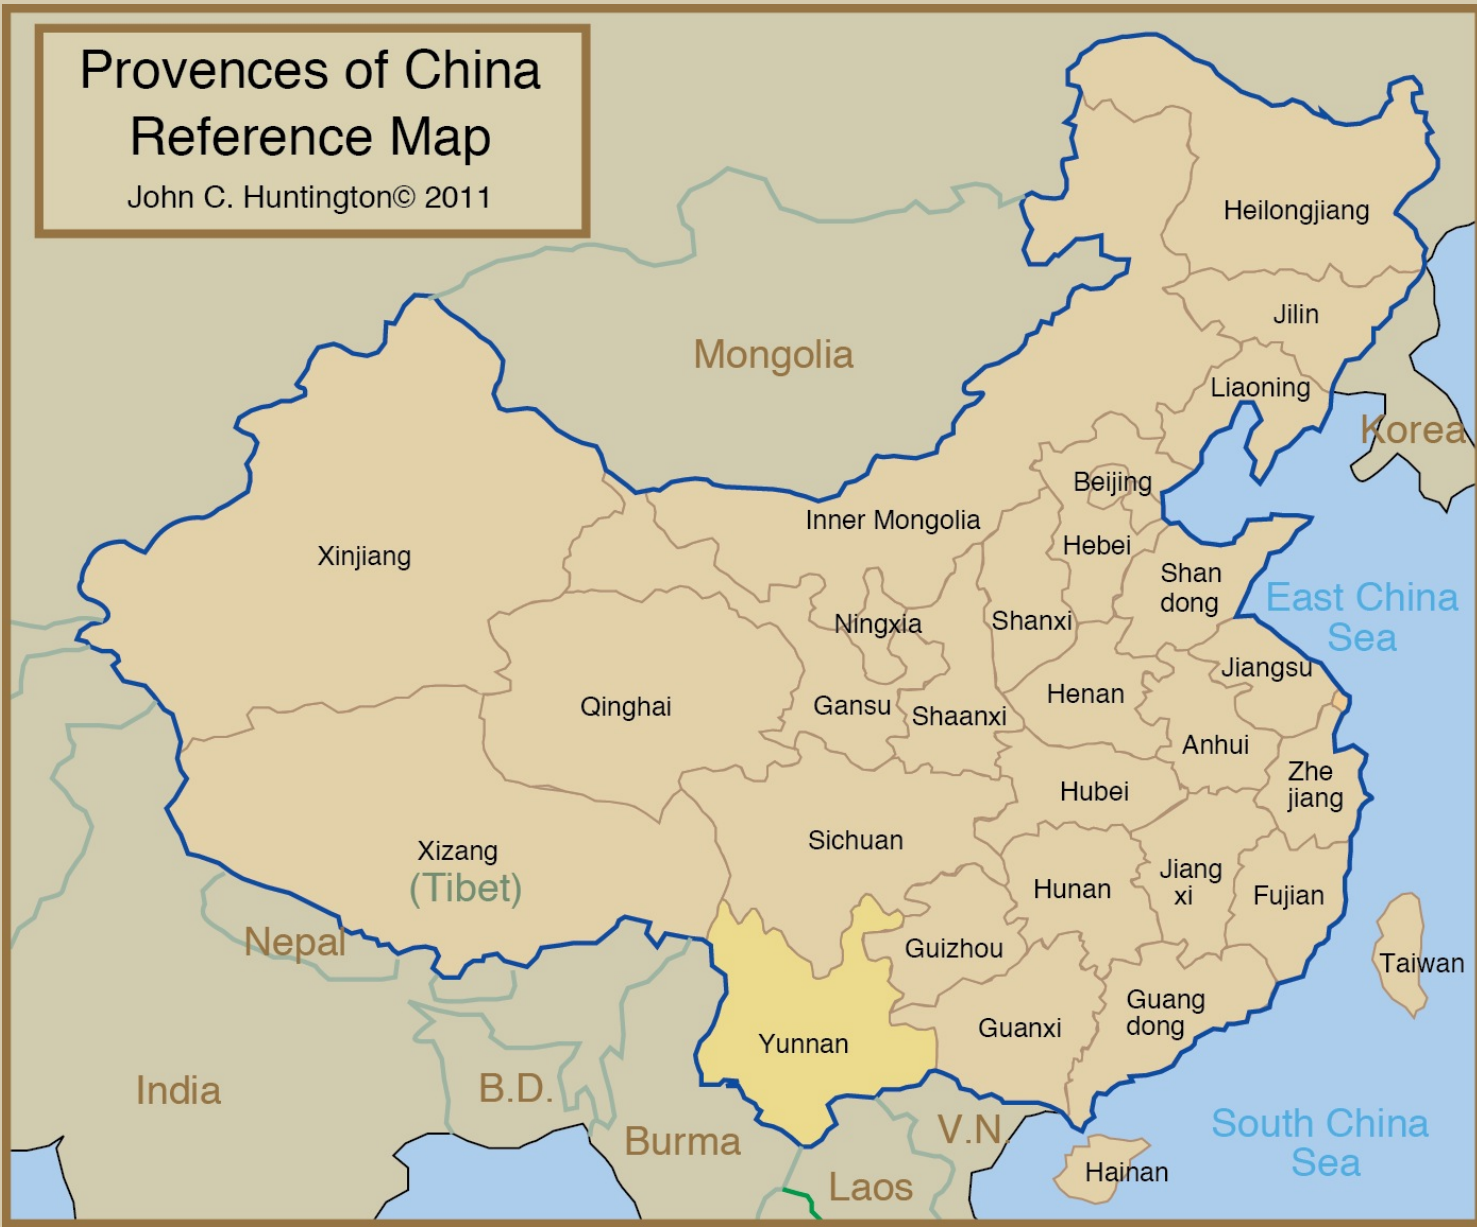 Provences of China
Reference Map
John C. Huntington© 2011
Heilongjiang
Jilin
Mongolia
Liaoning
Korea
Beijing
Inner Mongolia
Hebei
Xinjiang
Shan
dong
East China
Sea
Ningxia
Shanxi
Jiangsu
Qinghai
Gansu
Shaanxi
Henan
Anhui
Zhe
jiang
Hubei
Sichuan
Xizang
(Tibet)
Hunan
Jiang
xi
Fujian
Nepal
Guizhou
Taiwan
Yunnan
Guanxi
Guang
dong
India
B.D.
Burma
V.N.
South China
Sea
Laos
Hainan